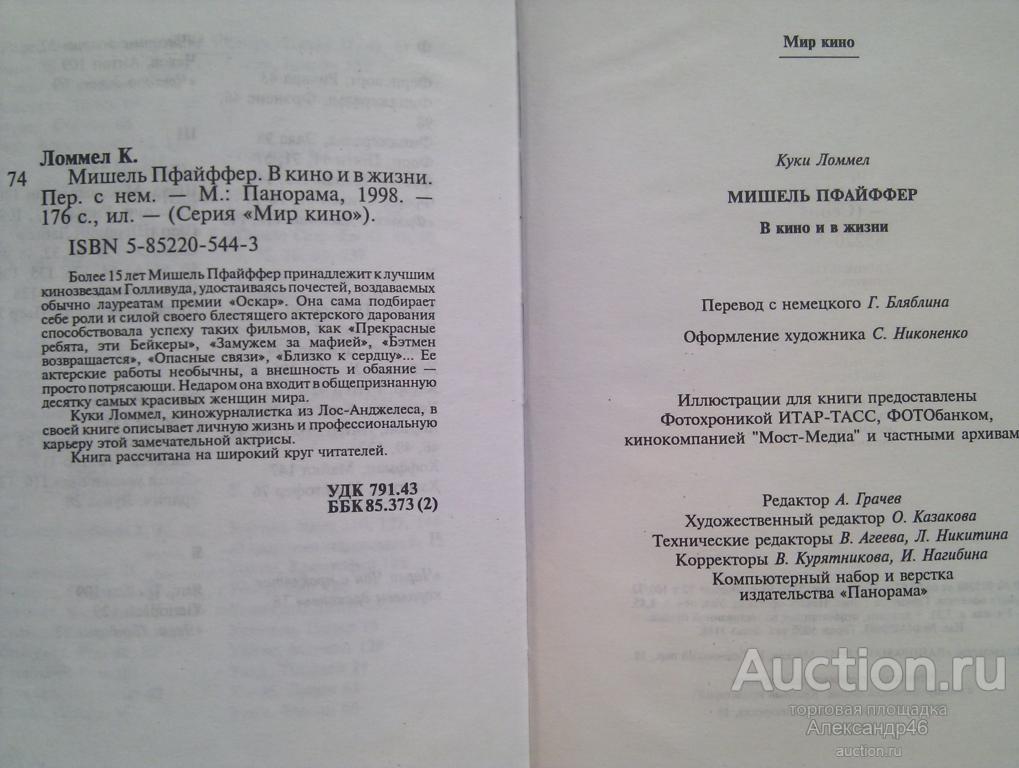 Ломмел К.
74
Мишель Пфайффер. В кино и в жизни.
Пер. с нем. — М.: Панорама, 1998. —
176 с., ил. — (Серия «Мир кино»).
ISBN 5-85220-544-3
Более 15 лет Мишель Пфайффер принадлежит к лучшим
кинозвездам Голливуда, удостаиваясь почестей, воздаваемых
обычно лауреатам премии «Оскар». Она сама подбирает
себе роли и силой своего блестящего актерского дарования
способствовала успеху таких фильмов, как «Прекрасные
ребята, эти Бейкеры», «Замужем за мафией», «Бэтмен
возвращается», «Опасные связи», «Близко к сердцу»... Ее
актерские работы необычны, а внешность и обаяние —
просто потрясающи. Недаром она входит в общепризнанную
десятку самых красивых женщин мира.
Куки Ломмел, киножурналистка из Лос-Анджелеса, в
своей книге описывает личную жизнь и профессиональную
карьеру этой замечательной актрисы.
Книга рассчитана на широкий круг читателей.
УДК 791.43
ББК 85.373 (2)
Мир кино
Куки Ломмел
МИШЕЛЬ ПФАЙФФЕР
В кино и в жизни
Перевод с немецкого Г. Бляблина
Оформление художника С. Никоненко
Иллюстрации для книги предоставлены
Фотохроникой ИТАР-ТАСС, ФОТОбанком,
кинокомпанией "Мост-Медиа" и частными архивам
Редактор А. Грачев
Художественный редактор О. Казакова
Технические редакторы В. Агеева, Л. Никитина
Корректоры В. Курятникова, И. Нагибина
Компьютерный набор и верстка
издательства «Панорама»
Auction.ru
торговая площадка
Александр46
auction.ru